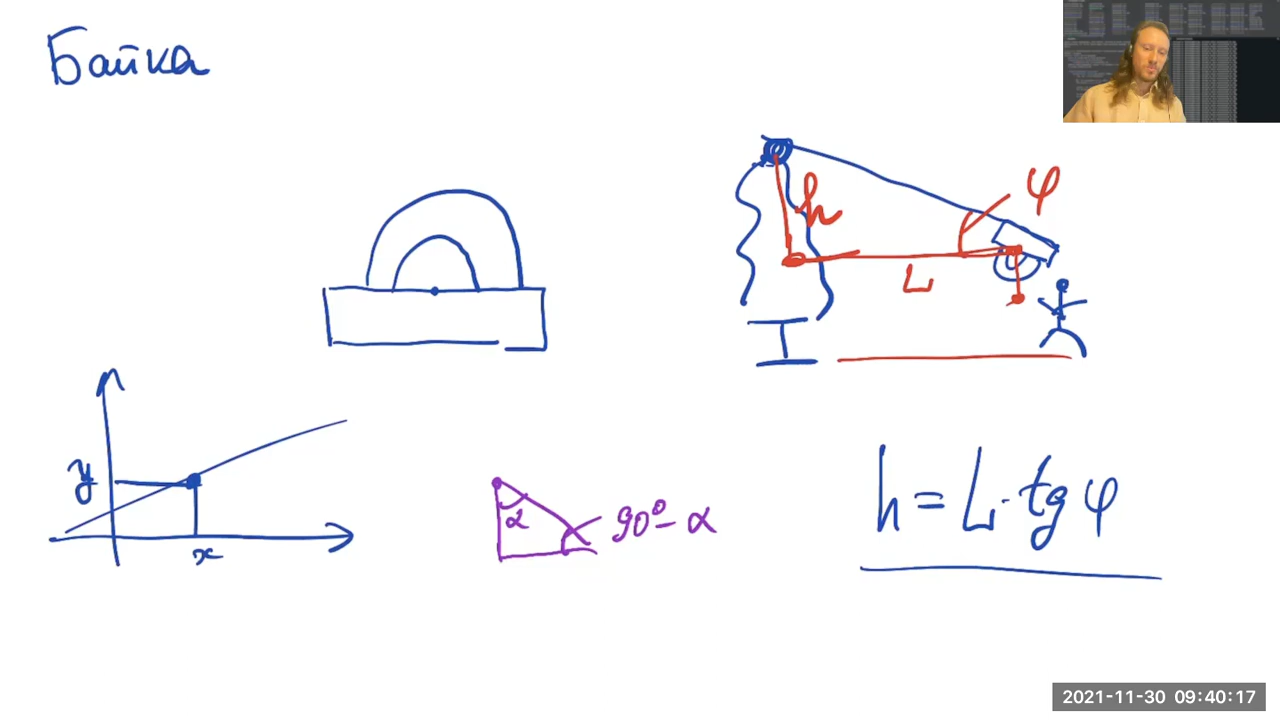 Байка
h
φ
L
y
x
α
90° - α
h = L · tg φ
2021-11-30 09:40:17